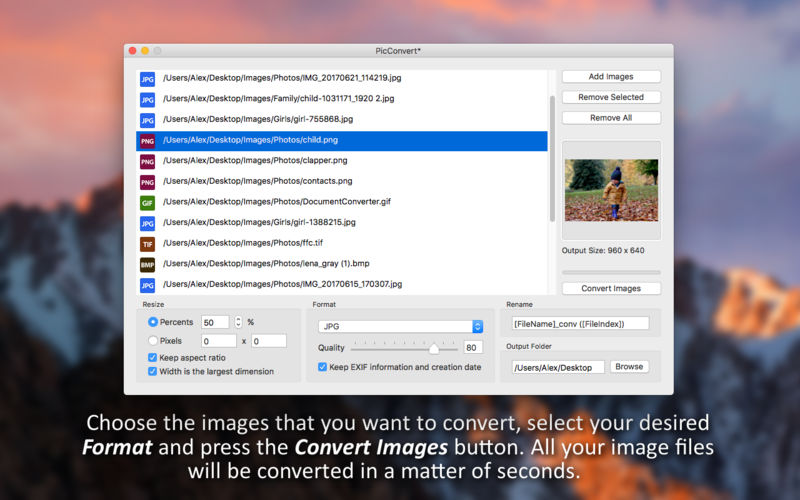 PicConvert*
JPG /Users/Alex/Desktop/Images/Photos/IMG_20170621_114219.jpg
JPG /Users/Alex/Desktop/Images/Family/child-1031171_1920 2.jpg
JPG /Users/Alex/Desktop/Images/Girls/girl-755868.jpg
PNG /Users/Alex/Desktop/Images/Photos/child.png
PNG /Users/Alex/Desktop/Images/Photos/clapper.png
PNG /Users/Alex/Desktop/Images/Photos/contacts.png
GIF /Users/Alex/Desktop/Images/Photos/DocumentConverter.gif
JPG /Users/Alex/Desktop/Images/Girls/girl-1388215.jpg
TIF /Users/Alex/Desktop/Images/Photos/ffc.tif
BMP /Users/Alex/Desktop/Images/Photos/lena_gray (1).bmp
JPG /Users/Alex/Desktop/Images/Photos/IMG_20170615_170307.jpg
Add Images
Remove Selected
Remove All
Output Size: 960 x 640
Convert Images
Resize
Percents 50 %
Pixels 0 x 0
Keep aspect ratio
Width is the largest dimension
Format
JPG
Quality 80
Keep EXIF information and creation date
Rename
[FileName]_conv ([FileIndex])
Output Folder
/Users/Alex/Desktop Browse
Choose the images that you want to convert, select your desired
Format and press the Convert Images button. All your image files
will be converted in a matter of seconds.